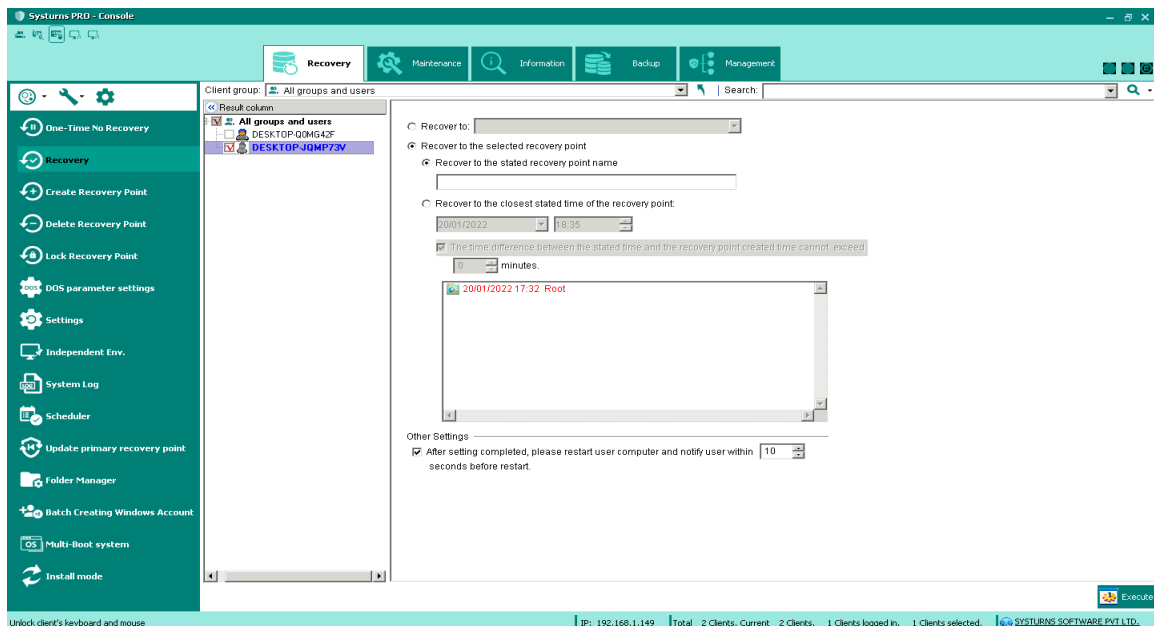 Systurns PRO - Console
Recovery
Maintenance
Information
Backup
Management
Client group: All groups and users
Search:
One-Time No Recovery
Recovery
Create Recovery Point
Delete Recovery Point
Lock Recovery Point
DOS parameter settings
Settings
Independent Env.
System Log
Scheduler
Update primary recovery point
Folder Manager
Batch Creating Windows Account
Multi-Boot system
Install mode
Result column
All groups and users
DESKTOP-Q0MG42F
DESKTOP-JQMP73V
Recover to:
Recover to the selected recovery point
Recover to the stated recovery point name
Recover to the closest stated time of the recovery point:
20/01/2022 18:35
The time difference between the stated time and the recovery point created time cannot exceed
0 minutes.
20/01/2022 17:32 Root
Other Settings
After setting completed, please restart user computer and notify user within 10
seconds before restart.
Execute
Unlock client's keyboard and mouse
IP: 192.168.1.149
Total 2 Clients, Current 2 Clients, 1 Clients logged in, 1 Clients selected.
SYSTURNS SOFTWARE PVT LTD.